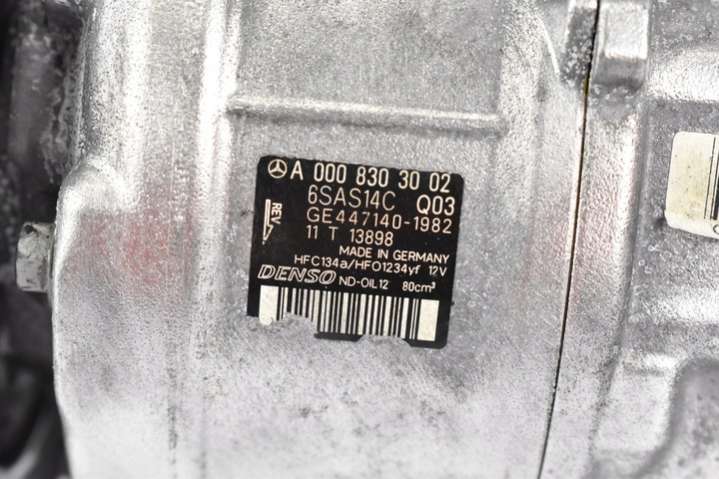 A 000 830 30 02
6SAS14C Q03
REV.
GE447140-1982
11 T 13898
MADE IN GERMANY
HFC134a/HFO1234yf 12V
DENSO ND-OIL12 80cm³